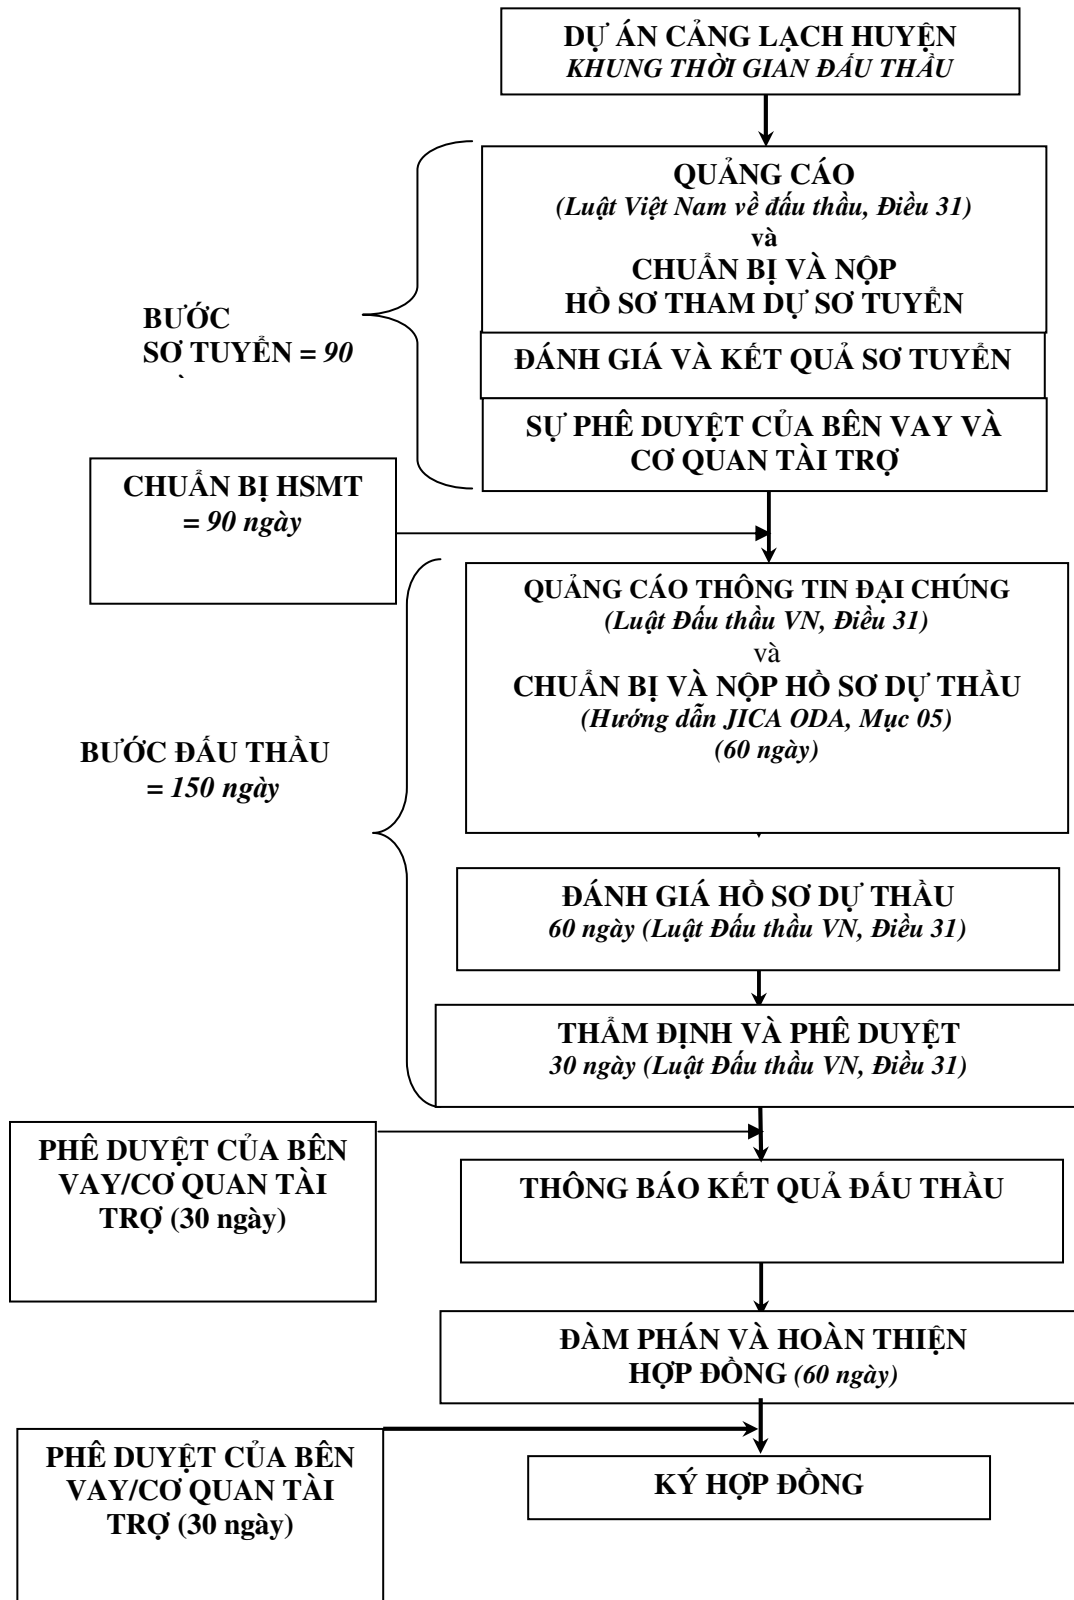 DỰ ÁN CẢNG LẠCH HUYỆN
KHUNG THỜI GIAN ĐẤU THẦU
QUẢNG CÁO
(Luật Việt Nam về đấu thầu, Điều 31)
và
CHUẨN BỊ VÀ NỘP
HỒ SƠ THAM DỰ SƠ TUYỂN
BƯỚC
SƠ TUYỂN = 90
ĐÁNH GIÁ VÀ KẾT QUẢ SƠ TUYỂN
SỰ PHÊ DUYỆT CỦA BÊN VAY VÀ
CƠ QUAN TÀI TRỢ
CHUẨN BỊ HSMT
= 90 ngày
QUẢNG CÁO THÔNG TIN ĐẠI CHÚNG
(Luật Đấu thầu VN, Điều 31)
và
CHUẨN BỊ VÀ NỘP HỒ SƠ DỰ THẦU
(Hướng dẫn JICA ODA, Mục 05)
(60 ngày)
BƯỚC ĐẤU THẦU
= 150 ngày
ĐÁNH GIÁ HỒ SƠ DỰ THẦU
60 ngày (Luật Đấu thầu VN, Điều 31)
THẨM ĐỊNH VÀ PHÊ DUYỆT
30 ngày (Luật Đấu thầu VN, Điều 31)
PHÊ DUYỆT CỦA BÊN
VAY/CƠ QUAN TÀI
TRỢ (30 ngày)
THÔNG BÁO KẾT QUẢ ĐẤU THẦU
ĐÀM PHÁN VÀ HOÀN THIỆN
HỢP ĐỒNG (60 ngày)
PHÊ DUYỆT CỦA BÊN
VAY/CƠ QUAN TÀI
TRỢ (30 ngày)
KÝ HỢP ĐỒNG